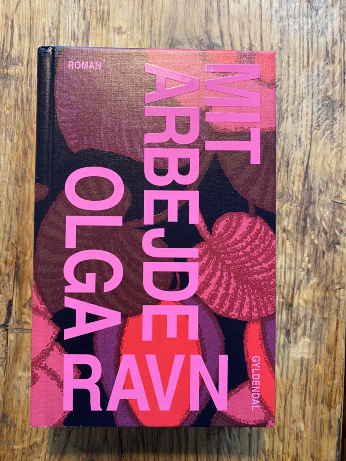 ROMAN
MIT
ARBEJDE
OLGA
RAVN
GYLDENDAL